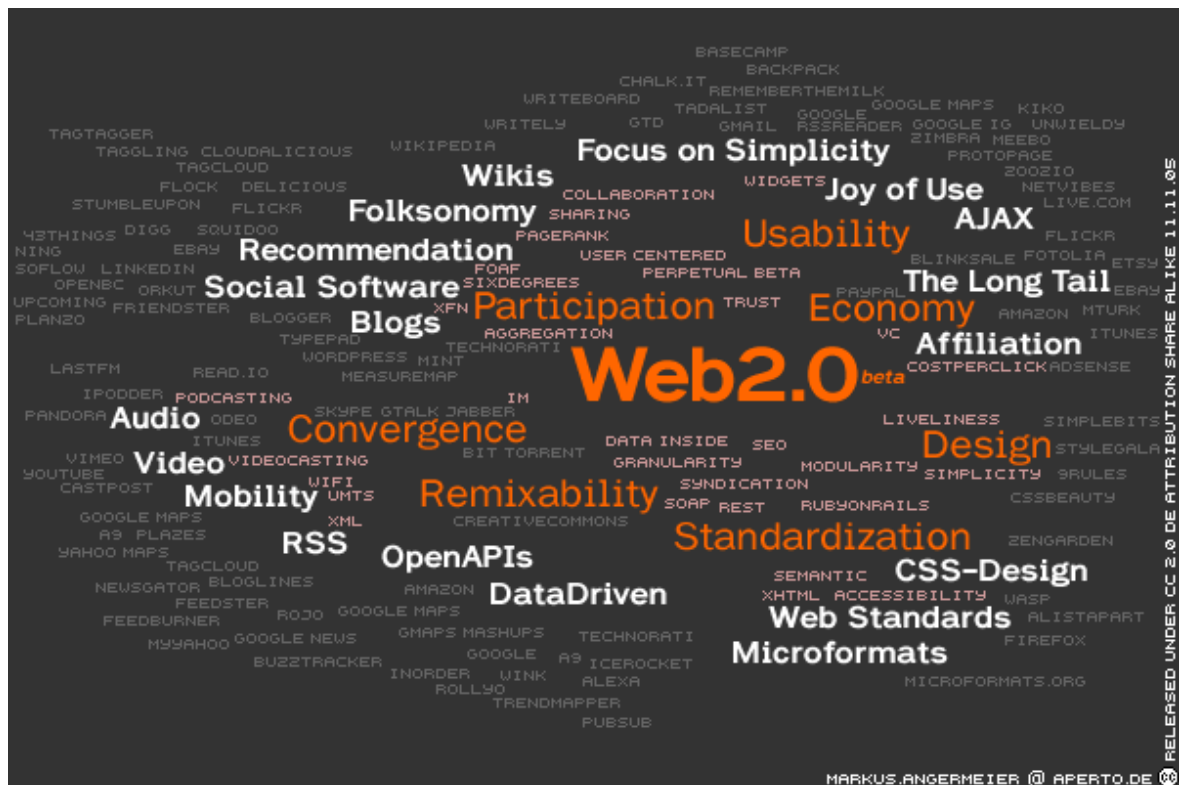 BASECAMP
BACKPACK
CHALK.IT
REMEMBERTHEMILK
WRITEBOARD
TADALIST
GOOGLE
RSSREADER
GOOGLE MAPS
KIKO
WRITELY
GTD
GMAIL
GOOGLE IG
UNWIELDY
TAGTAGGER
WIKIPEDIA
ZIMBRA
MEEBO
TAGGLING
CLOUDALICIOUS
Focus on Simplicity
PROTOPAGE
TAGCLOUD
Wikis
ZOOZIO
FLOCK
DELICIOUS
COLLABORATION
WIDGETS
Joy of Use
NETVIBES
STUMBLEUPON
FLICKR
Folksonomy
SHARING
LIVE.COM
AJAX
43THINGS
DIGG
SQUIDOO
PAGERANK
Usability
FLICKR
NING
EBAY
Recommendation
USER CENTERED
BLINKSALE
FOTOLIA
ETSY
SOFLOW
LINKEDIN
FOAF
PERPETUAL BETA
OPENBC
ORKUT
Social Software
SIXDEGREES
The Long Tail
PAYPAL
EBAY
UPCOMING
FRIENDSTER
XFN
Participation
TRUST
Economy
PLANZO
BLOGGER
Blogs
AMAZON
MTURK
TYPEPAD
AGGREGATION
VC
ITUNES
TECHNORATI
Affiliation
WORDPRESS
MINT
LASTFM
READ.IO
MEASUREMAP
Web2.0
beta
COSTPERCLICK
ADSENSE
IPODDER
PODCASTING
IM
PANDORA
Audio
ODEO
SKYPE GTALK JABBER
LIVELINESS
SIMPLEBITS
ITUNES
Convergence
DATA INSIDE
SEO
Design
STYLEGALA
VIMEO
Video
VIDEOCASTING
BIT TORRENT
GRANULARITY
MODULARITY
YOUTUBE
SIMPLICITY
9RULES
CASTPOST
Mobility
WIFI
UMTS
Remixability
SYNDICATION
CSSBEAUTY
SOAP
REST
RUBYONRAILS
GOOGLE MAPS
XML
CREATIVECOMMONS
A9
PLAZES
RSS
Standardization
ZENGARDEN
YAHOO MAPS
OpenAPIs
TAGCLOUD
SEMANTIC
CSS-Design
NEWSGATOR
BLOGLINES
AMAZON
DataDriven
XHTML
ACCESSIBILITY
WASP
FEEDSTER
ROJO
GOOGLE MAPS
Web Standards
ALISTAPART
FEEDBURNER
MYYAHOO
GOOGLE NEWS
GMAPS MASHUPS
TECHNORATI
FIREFOX
BUZZTRACKER
GOOGLE
A9
ICEROCKET
Microformats
INORDER
WINK
ALEXA
MICROFORMATS.ORG
ROLLYO
TRENDMAPPER
PUBSUB
RELEASED UNDER CC 2.0 DE ATTRIBUTION SHARE ALIKE 11.11.05
MARKUS.ANGERMEIER @ APERTO.DE
cc